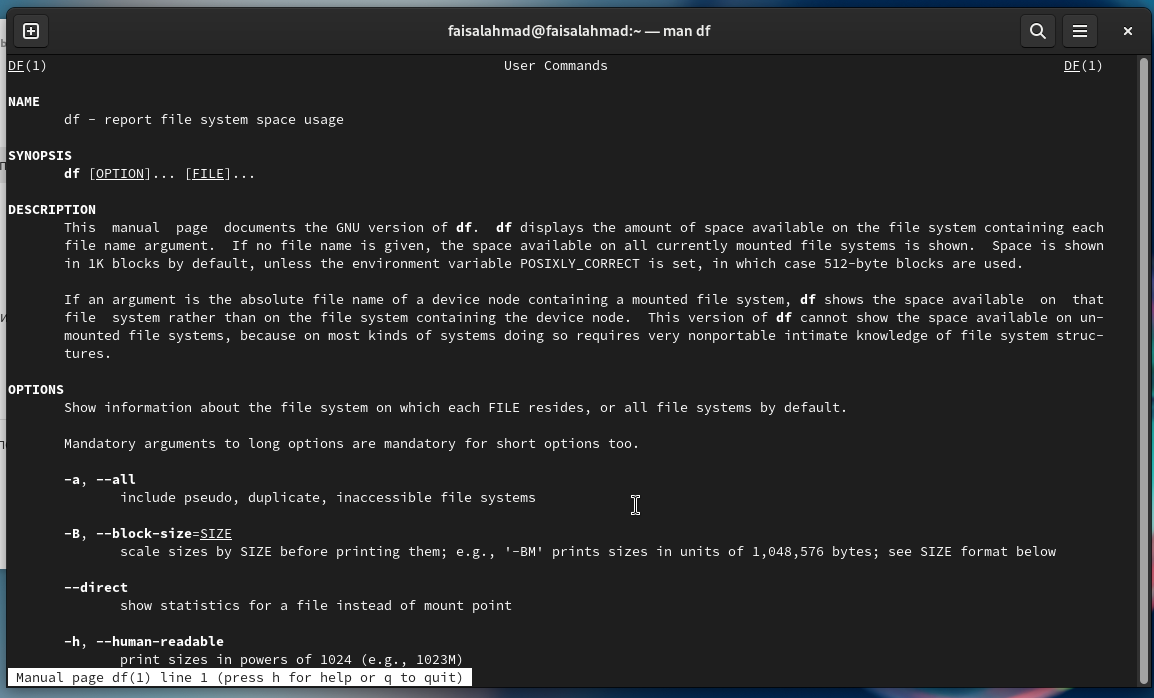 faisalahmad@faisalahmad:~ — man df
DF(1) User Commands DF(1)
NAME
df - report file system space usage
SYNOPSIS
df [OPTION]... [FILE]...
DESCRIPTION
This manual page documents the GNU version of df. df displays the amount of space available on the file system containing each
file name argument. If no file name is given, the space available on all currently mounted file systems is shown. Space is shown
in 1K blocks by default, unless the environment variable POSIXLY_CORRECT is set, in which case 512-byte blocks are used.
If an argument is the absolute file name of a device node containing a mounted file system, df shows the space available on that
file system rather than on the file system containing the device node. This version of df cannot show the space available on un-
mounted file systems, because on most kinds of systems doing so requires very nonportable intimate knowledge of file system struc-
tures.
OPTIONS
Show information about the file system on which each FILE resides, or all file systems by default.
Mandatory arguments to long options are mandatory for short options too.
-a, --all
include pseudo, duplicate, inaccessible file systems
-B, --block-size=SIZE
scale sizes by SIZE before printing them; e.g., '-BM' prints sizes in units of 1,048,576 bytes; see SIZE format below
--direct
show statistics for a file instead of mount point
-h, --human-readable
print sizes in powers of 1024 (e.g., 1023M)
Manual page df(1) line 1 (press h for help or q to quit)